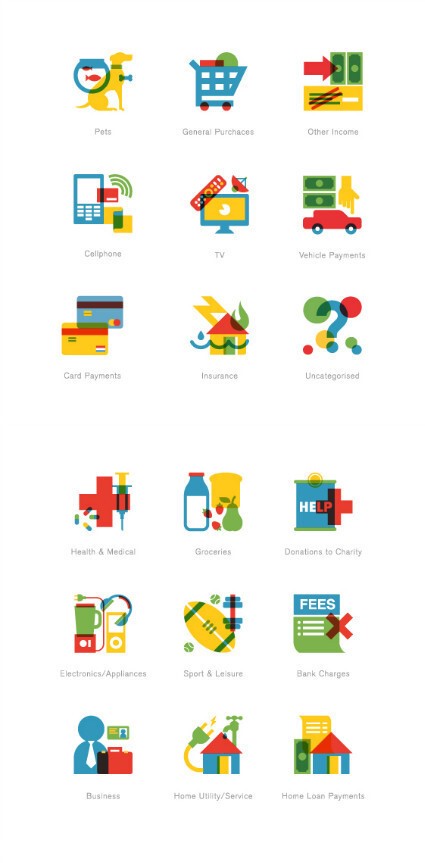 Pets
General Purchaces
Other Income
Cellphone
TV
Vehicle Payments
Card Payments
Insurance
Uncategorised
HELP
Health & Medical
Groceries
Donations to Charity
FEES
Electronics/Appliances
Sport & Leisure
Bank Charges
Business
Home Utility/Service
Home Loan Payments